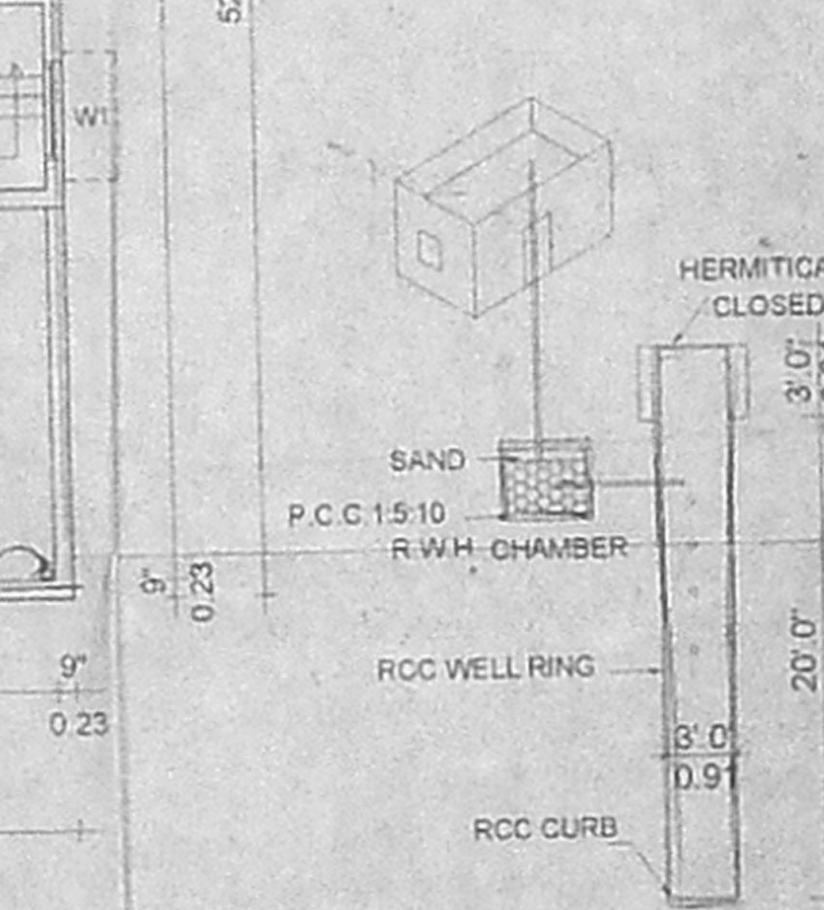 W1
HERMITICA
CLOSED
3'.0"
SAND
P.C.C 1:5:10
R.W.H CHAMBER
9"
0.23
20'.0"
RCC WELL RING
9"
0.23
3'.0
0.91
RCC CURB